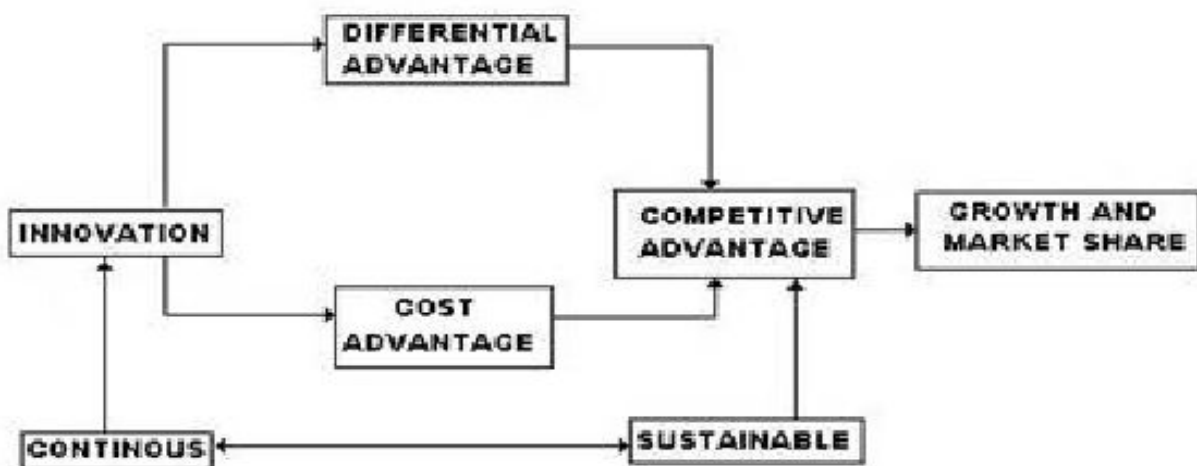 DIFFERENTIAL
ADVANTAGE
INNOVATION
COMPETITIVE
ADVANTAGE
GROWTH AND
MARKET SHARE
COST
ADVANTAGE
CONTINOUS
SUSTAINABLE